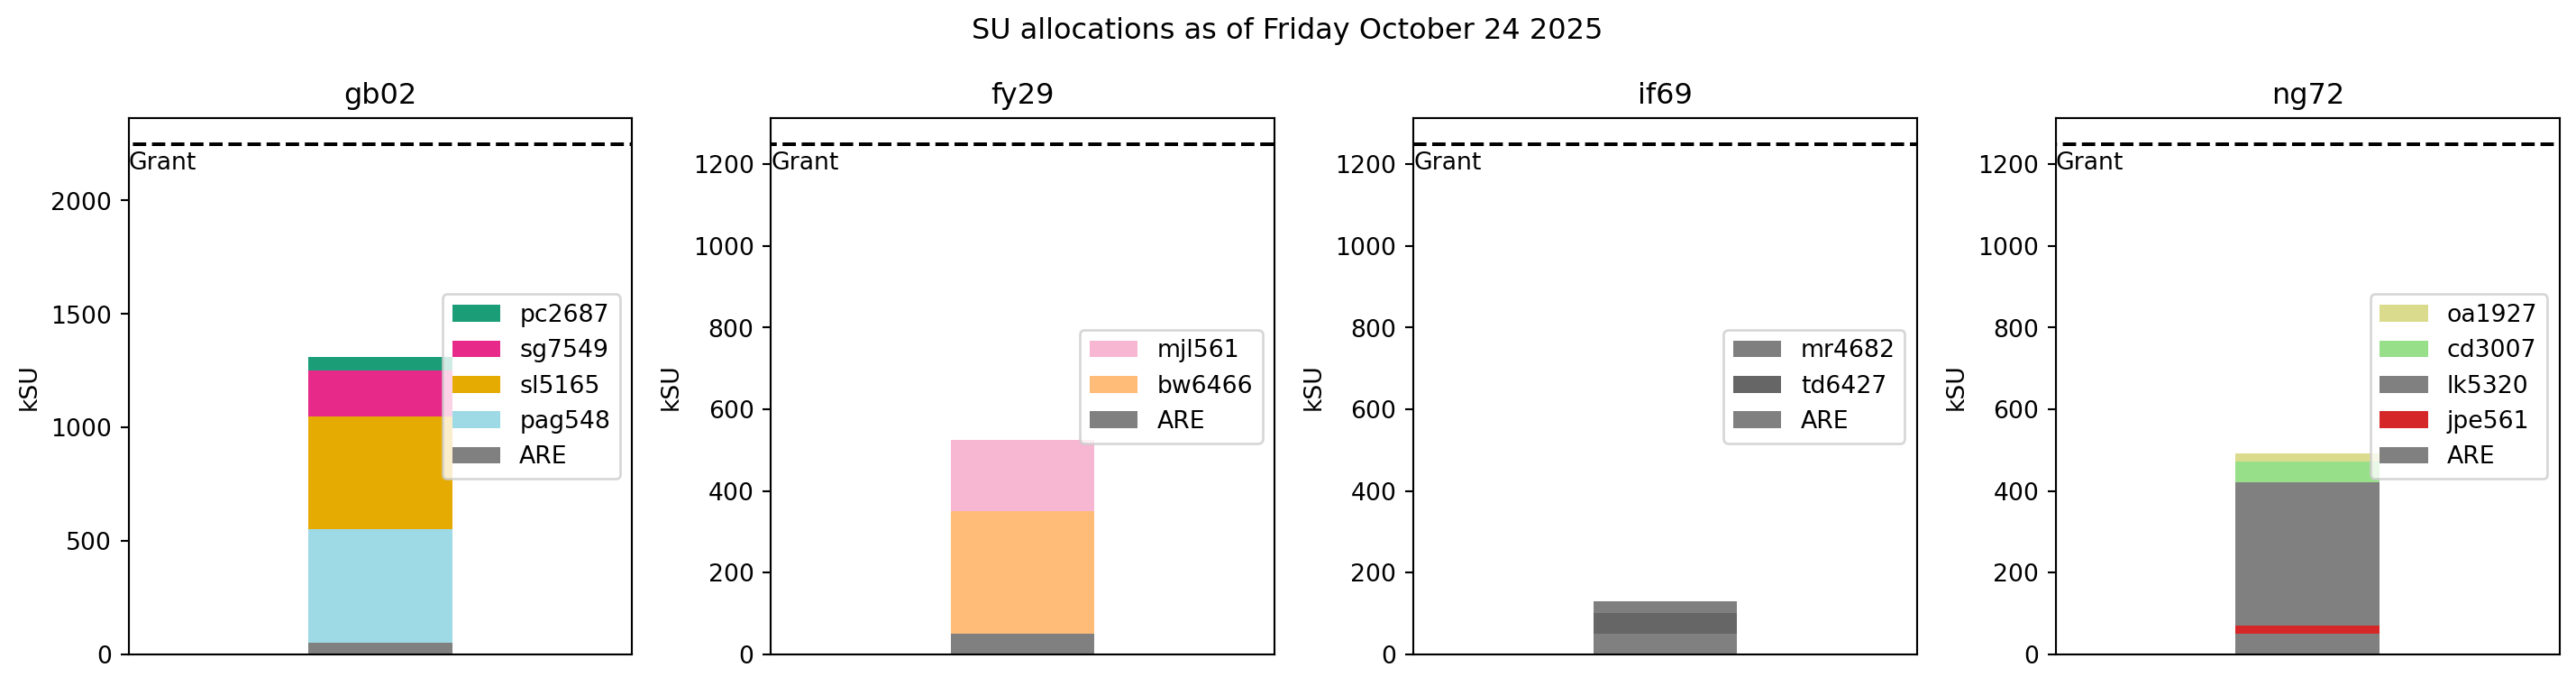 SU allocations as of Friday October 24 2025
gb02
kSU
2000
1500
1000
500
0
Grant
pc2687
sg7549
sl5165
pag548
ARE
fy29
kSU
1200
1000
800
600
400
200
0
Grant
mjl561
bw6466
ARE
if69
kSU
1200
1000
800
600
400
200
0
Grant
mr4682
td6427
ARE
ng72
kSU
1200
1000
800
600
400
200
0
Grant
oa1927
cd3007
lk5320
jpe561
ARE